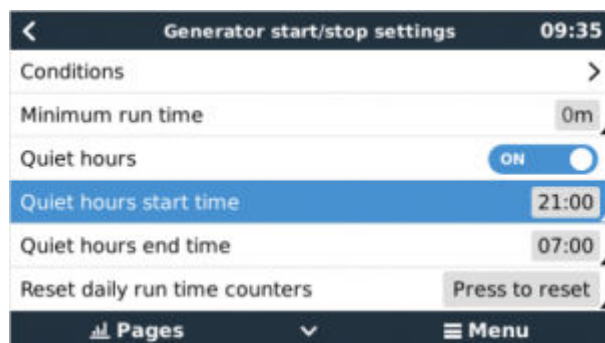 Generator start/stop settings 09:35
Conditions
Minimum run time 0m
Quiet hours ON
Quiet hours start time 21:00
Quiet hours end time 07:00
Reset daily run time counters Press to reset
Pages Menu